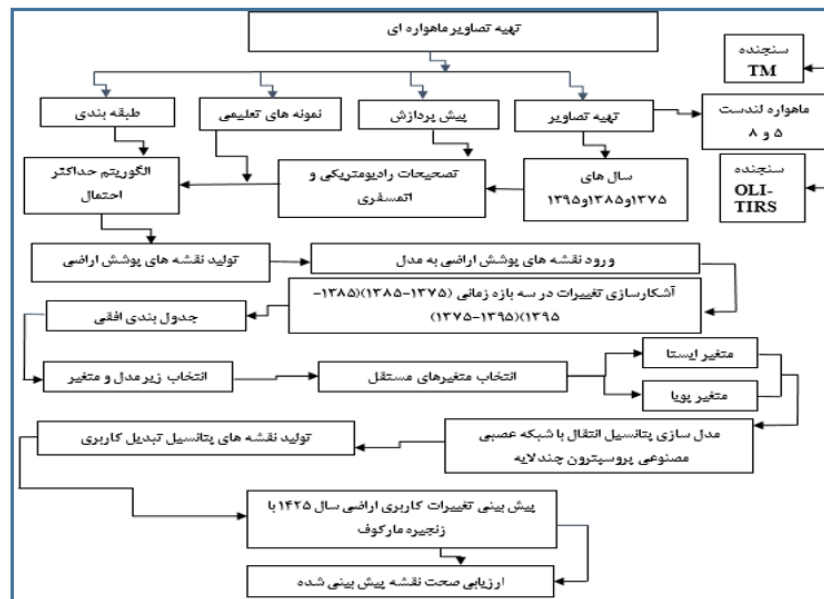 تهیه تصاویر ماهواره ای
سنجنده
TM
ماهواره لندست
۵ و ۸
سنجنده
OLI-
TIRS
تهیه تصاویر
پیش پردازش
نمونه های تعلیمی
طبقه بندی
سال های
۱۳۷۵و۱۳۸۵و۱۳۹۵
تصحیحات رادیومتریکی و
اتمسفری
الگوریتم حداکثر
احتمال
تولید نقشه های پوشش اراضی
ورود نقشه های پوشش اراضی به مدل
آشکارسازی تغییرات در سه بازه زمانی (۱۳۷۵-۱۳۸۵)(۱۳۸۵-
۱۳۹۵)(۱۳۹۵-۱۳۷۵)
جدول بندی افقی
انتخاب زیر مدل و متغیر
انتخاب متغیرهای مستقل
متغیر ایستا
متغیر پویا
مدل سازی پتانسیل انتقال با شبکه عصبی
مصنوعی پروسپترون چند لایه
تولید نقشه های پتانسیل تبدیل کاربری
پیش بینی تغییرات کاربری اراضی سال ۱۴۲۵ با
زنجیره مارکوف
ارزیابی صحت نقشه پیش بینی شده